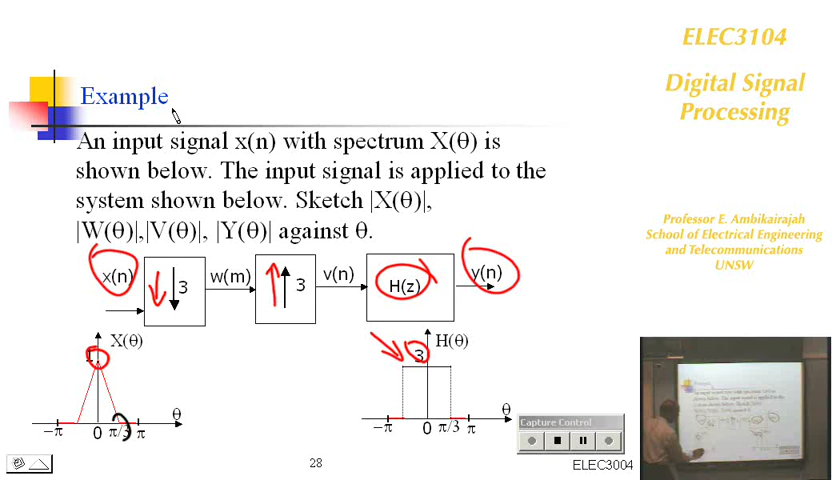 ELEC3104
Digital Signal
Processing
Example
An input signal x(n) with spectrum X(θ) is
shown below. The input signal is applied to the
system shown below. Sketch |X(θ)|,
|W(θ)|,|V(θ)|, |Y(θ)| against θ.
Professor E. Ambikairajah
School of Electrical Engineering
and Telecommunications
UNSW
x(n) 3 w(m) 3 v(n) H(z) y(n)
X(θ) H(θ)
1 3
θ θ
−π 0 π/3 π −π 0 π/3 π
Capture Control
28
ELEC3004